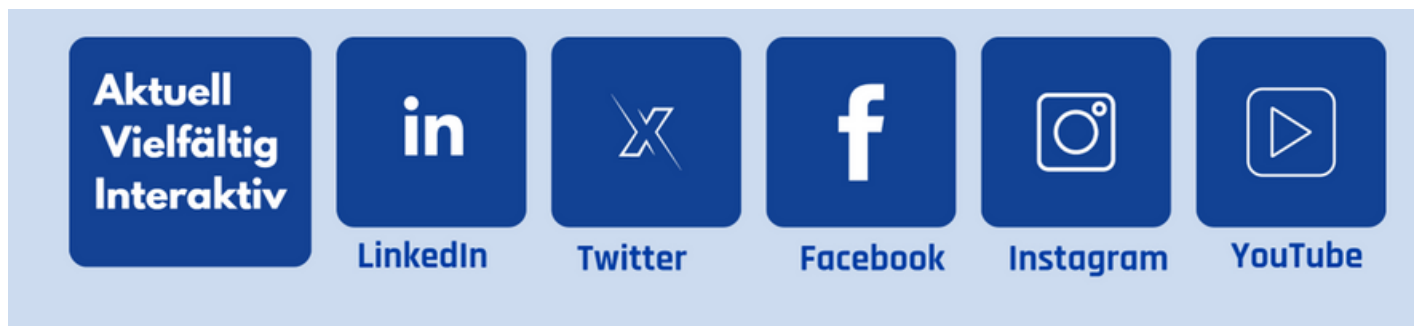 Aktuell
Vielfältig
Interaktiv
in
X
f
LinkedIn
Twitter
Facebook
Instagram
YouTube